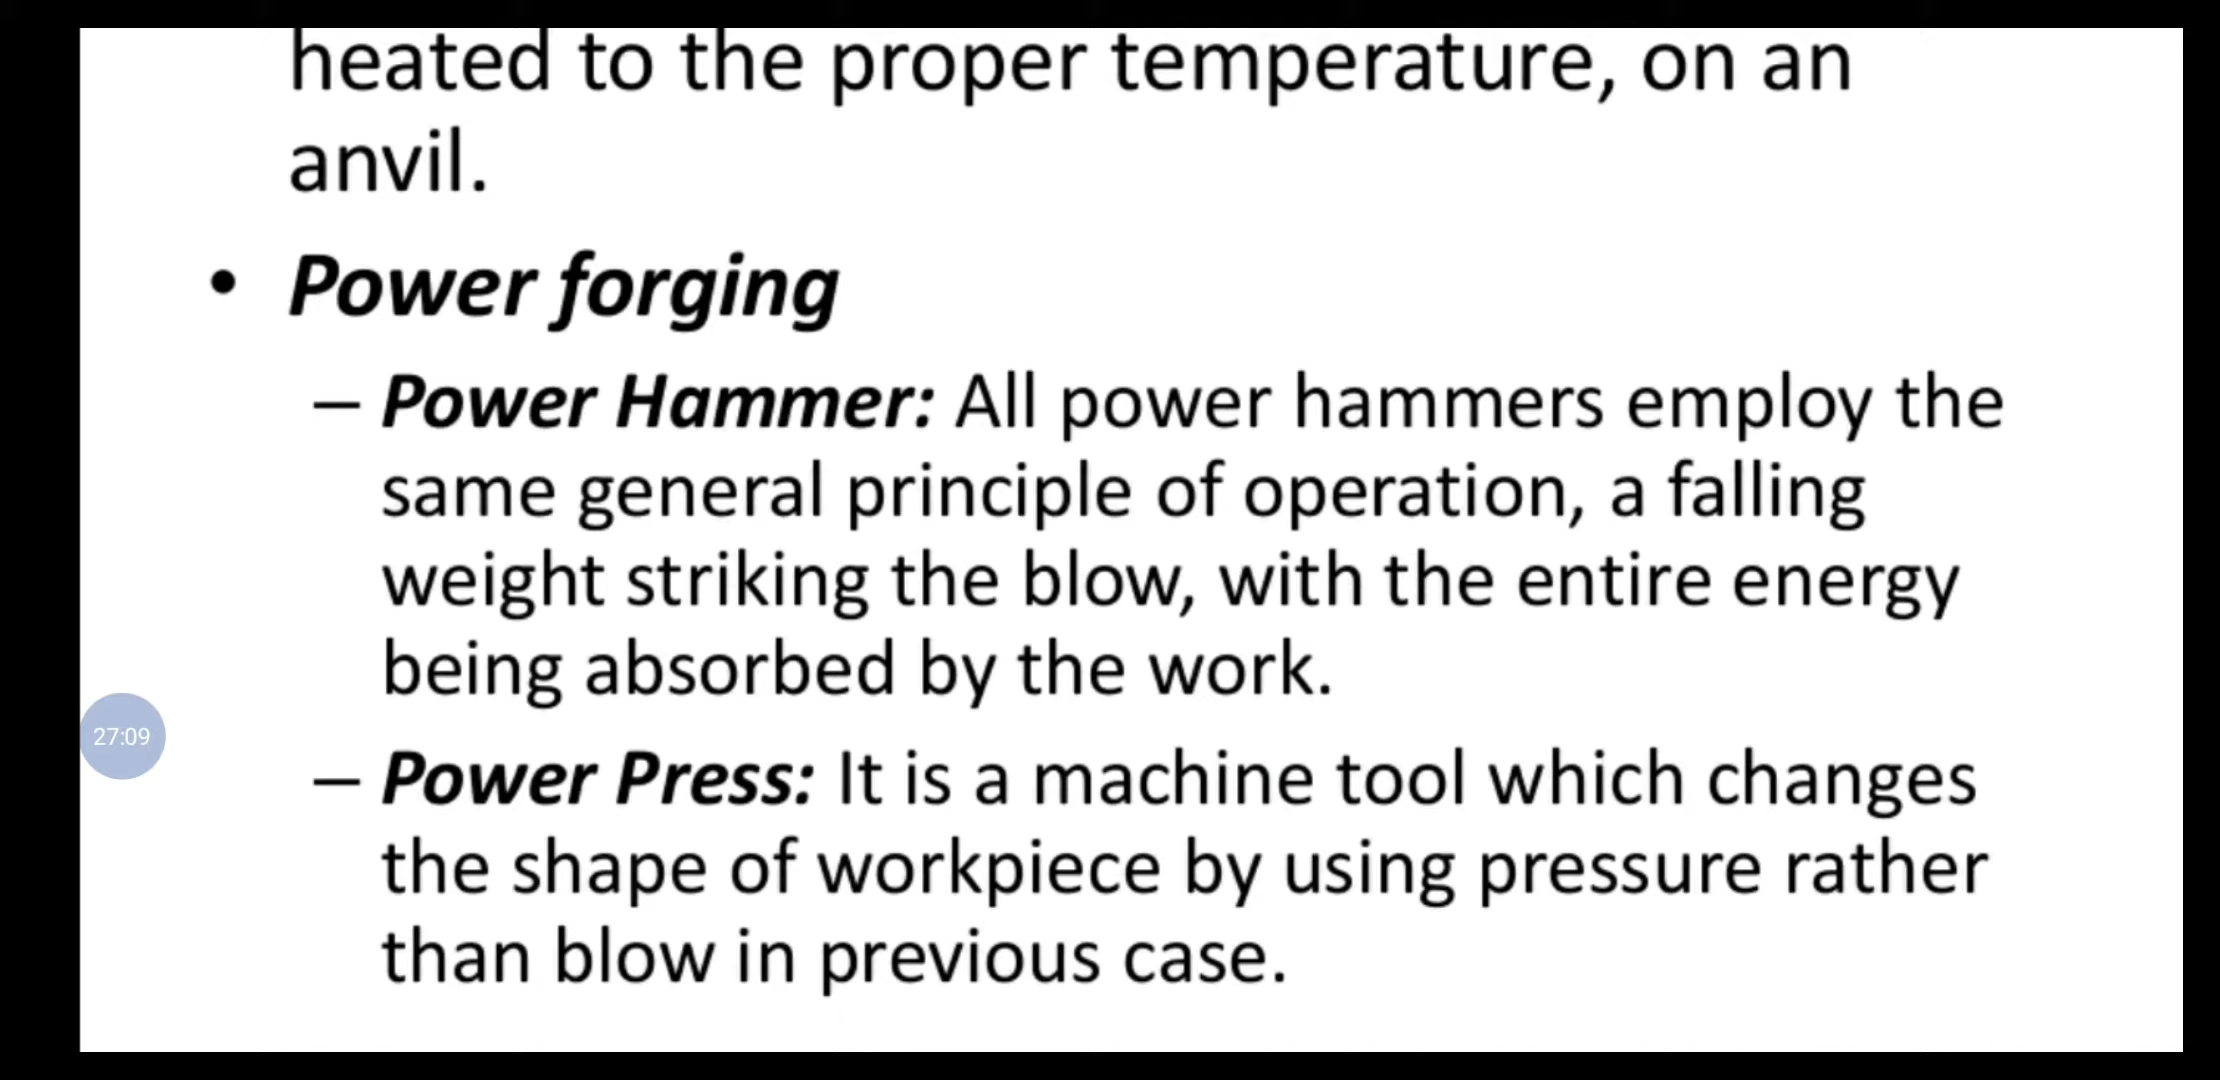 heated to the proper temperature, on an
anvil.
• Power forging
– Power Hammer: All power hammers employ the
same general principle of operation, a falling
weight striking the blow, with the entire energy
being absorbed by the work.
27:09
– Power Press: It is a machine tool which changes
the shape of workpiece by using pressure rather
than blow in previous case.